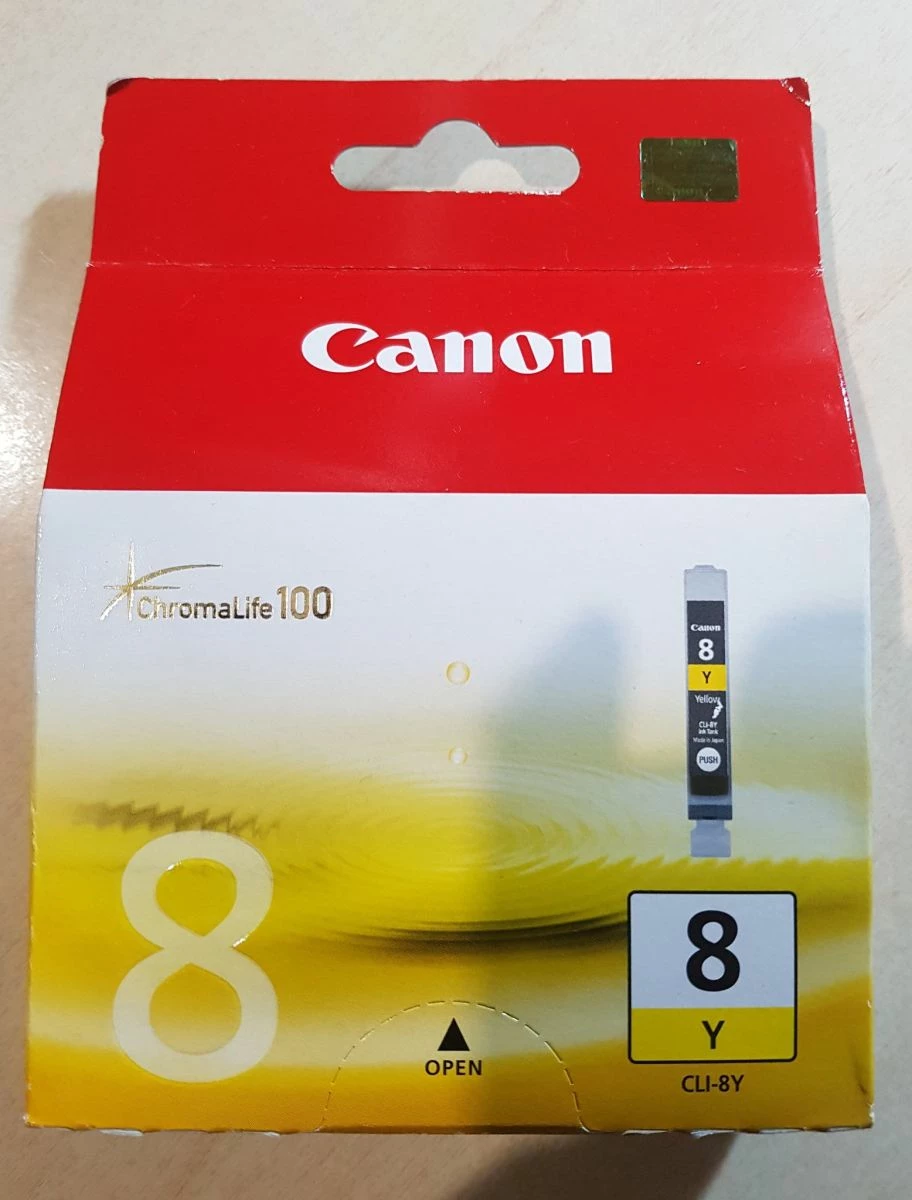 Canon
ChromaLife100
Canon
8
Y
Yellow
CLI-8Y
Ink Tank
Made in Japan
PUSH
8
8
Y
OPEN
CLI-8Y